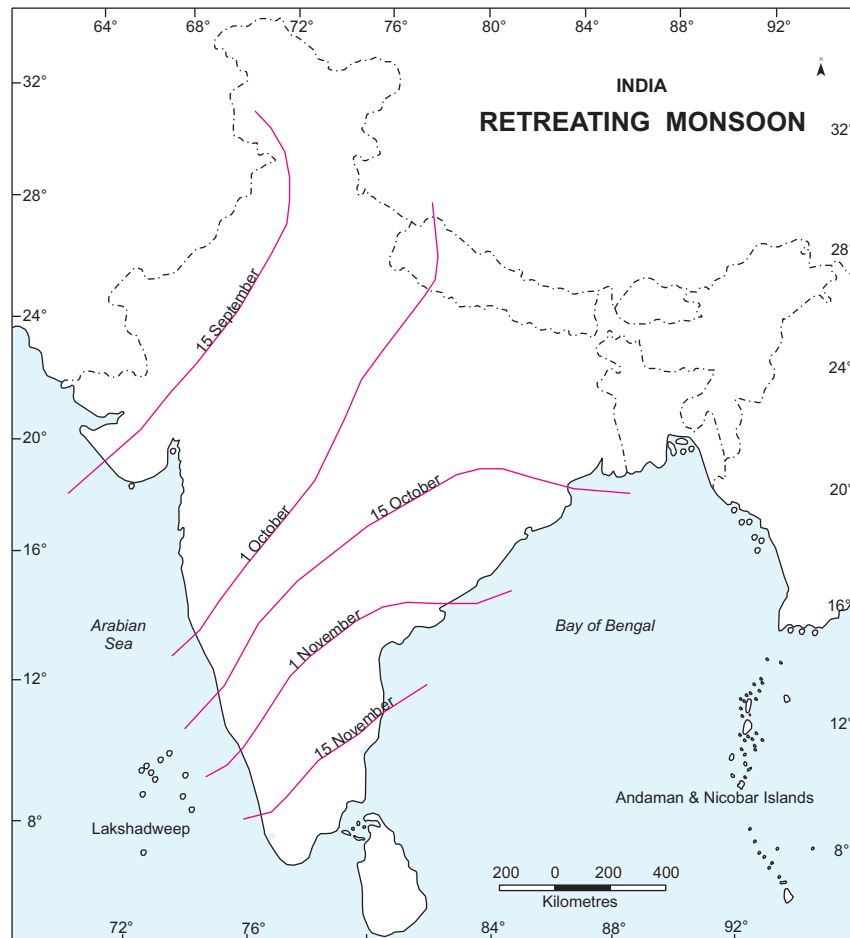 64° 68° 72° 76° 80° 84° 88° 92°
N
INDIA
RETREATING MONSOON
32° 32°
28° 28°
15 September
24° 24°
20° 20°
15 October
1 October
16° 16°
Arabian
Sea
1 November
Bay of Bengal
12° 12°
15 November
Andaman & Nicobar Islands
8° Lakshadweep 8°
200 0 200 400
Kilometres
72° 76° 84° 88° 92°